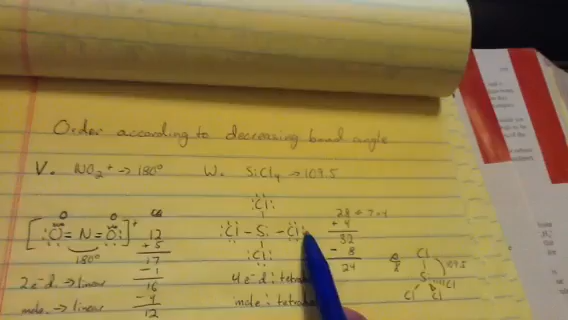 Order according to decreasing bond angle
V. NO2+ → 180° W. SiCl4 → 109.5
[:O=N=O:]+
180°
12
+ 5
17
- 1
16
- 4
12
2 e- d. → linear
mole. → linear
:Cl:
:Cl - Si - Cl:
:Cl:
4 e- d: tetra
mole: tetra
28 ← 7×4
+ 4
32
- 8
24
Cl
109.5
S
Cl Cl Cl